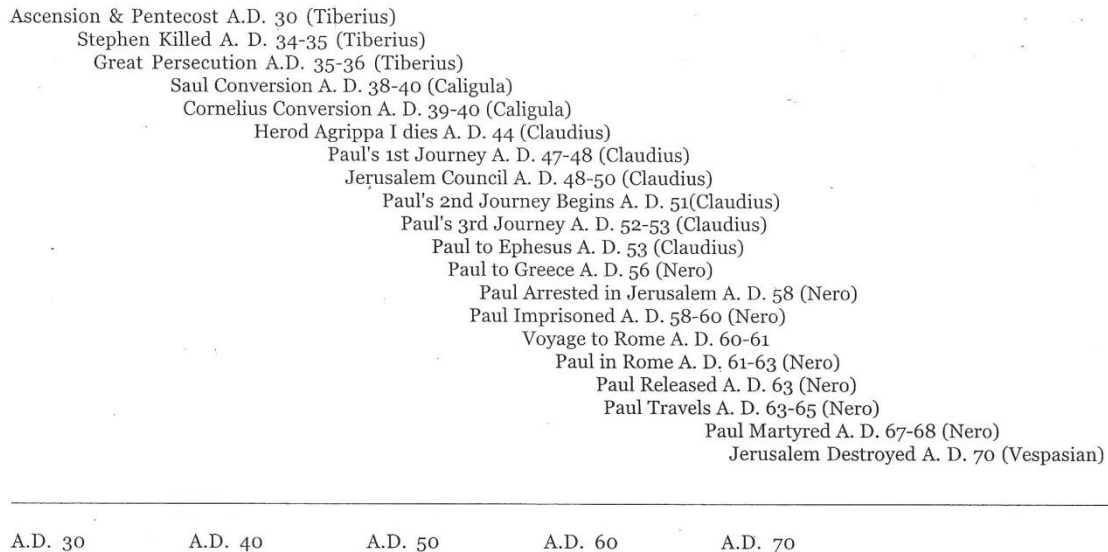 Ascension & Pentecost A.D. 30 (Tiberius)
Stephen Killed A. D. 34-35 (Tiberius)
Great Persecution A.D. 35-36 (Tiberius)
Saul Conversion A. D. 38-40 (Caligula)
Cornelius Conversion A. D. 39-40 (Caligula)
Herod Agrippa I dies A. D. 44 (Claudius)
Paul's 1st Journey A. D. 47-48 (Claudius)
Jerusalem Council A. D. 48-50 (Claudius)
Paul's 2nd Journey Begins A. D. 51(Claudius)
Paul's 3rd Journey A. D. 52-53 (Claudius)
Paul to Ephesus A. D. 53 (Claudius)
Paul to Greece A. D. 56 (Nero)
Paul Arrested in Jerusalem A. D. 58 (Nero)
Paul Imprisoned A. D. 58-60 (Nero)
Voyage to Rome A. D. 60-61
Paul in Rome A. D. 61-63 (Nero)
Paul Released A. D. 63 (Nero)
Paul Travels A. D. 63-65 (Nero)
Paul Martyred A. D. 67-68 (Nero)
Jerusalem Destroyed A. D. 70 (Vespasian)
A.D. 30 A.D. 40 A.D. 50 A.D. 60 A.D. 70